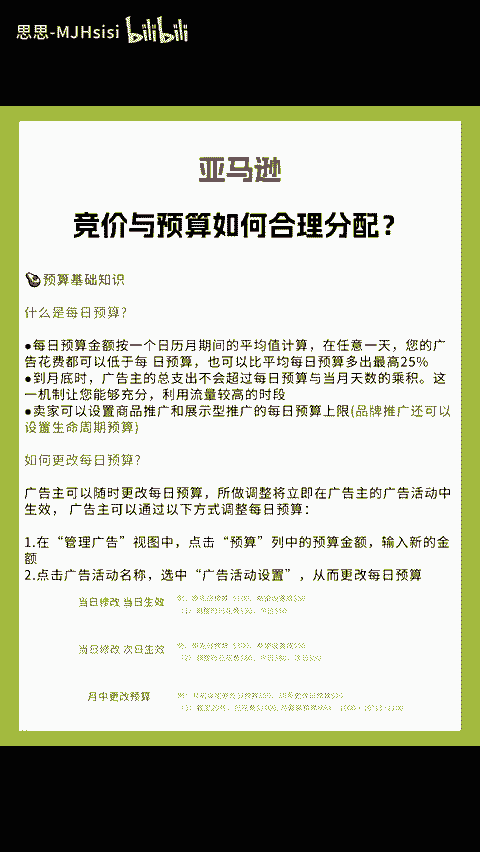 思思-MJHsisi bilibili
亚马逊
竞价与预算如何合理分配？
预算基础知识
什么是每日预算？
●每日预算金额按一个日历月期间的平均值计算，在任意一天，您的广
告花费都可以低于每 日预算，也可以比平均每日预算多出最高25%
●到月底时，广告主的总支出不会超过每日预算与当月天数的乘积。这
一机制让您能够充分，利用流量较高的时段
●卖家可以设置商品推广和展示型推广的每日预算上限(品牌推广还可以
设置生命周期预算)
如何更改每日预算？
广告主可以随时更改每日预算，所做调整将立即在广告主的广告活动中
生效， 广告主可以通过以下方式调整每日预算：
1.在“管理广告”视图中，点击“预算”列中的预算金额，输入新的金
额
2.点击广告活动名称，选中“广告活动设置”，从而更改每日预算
当日修改 当日生效
当日修改 次日生效
月中更改预算